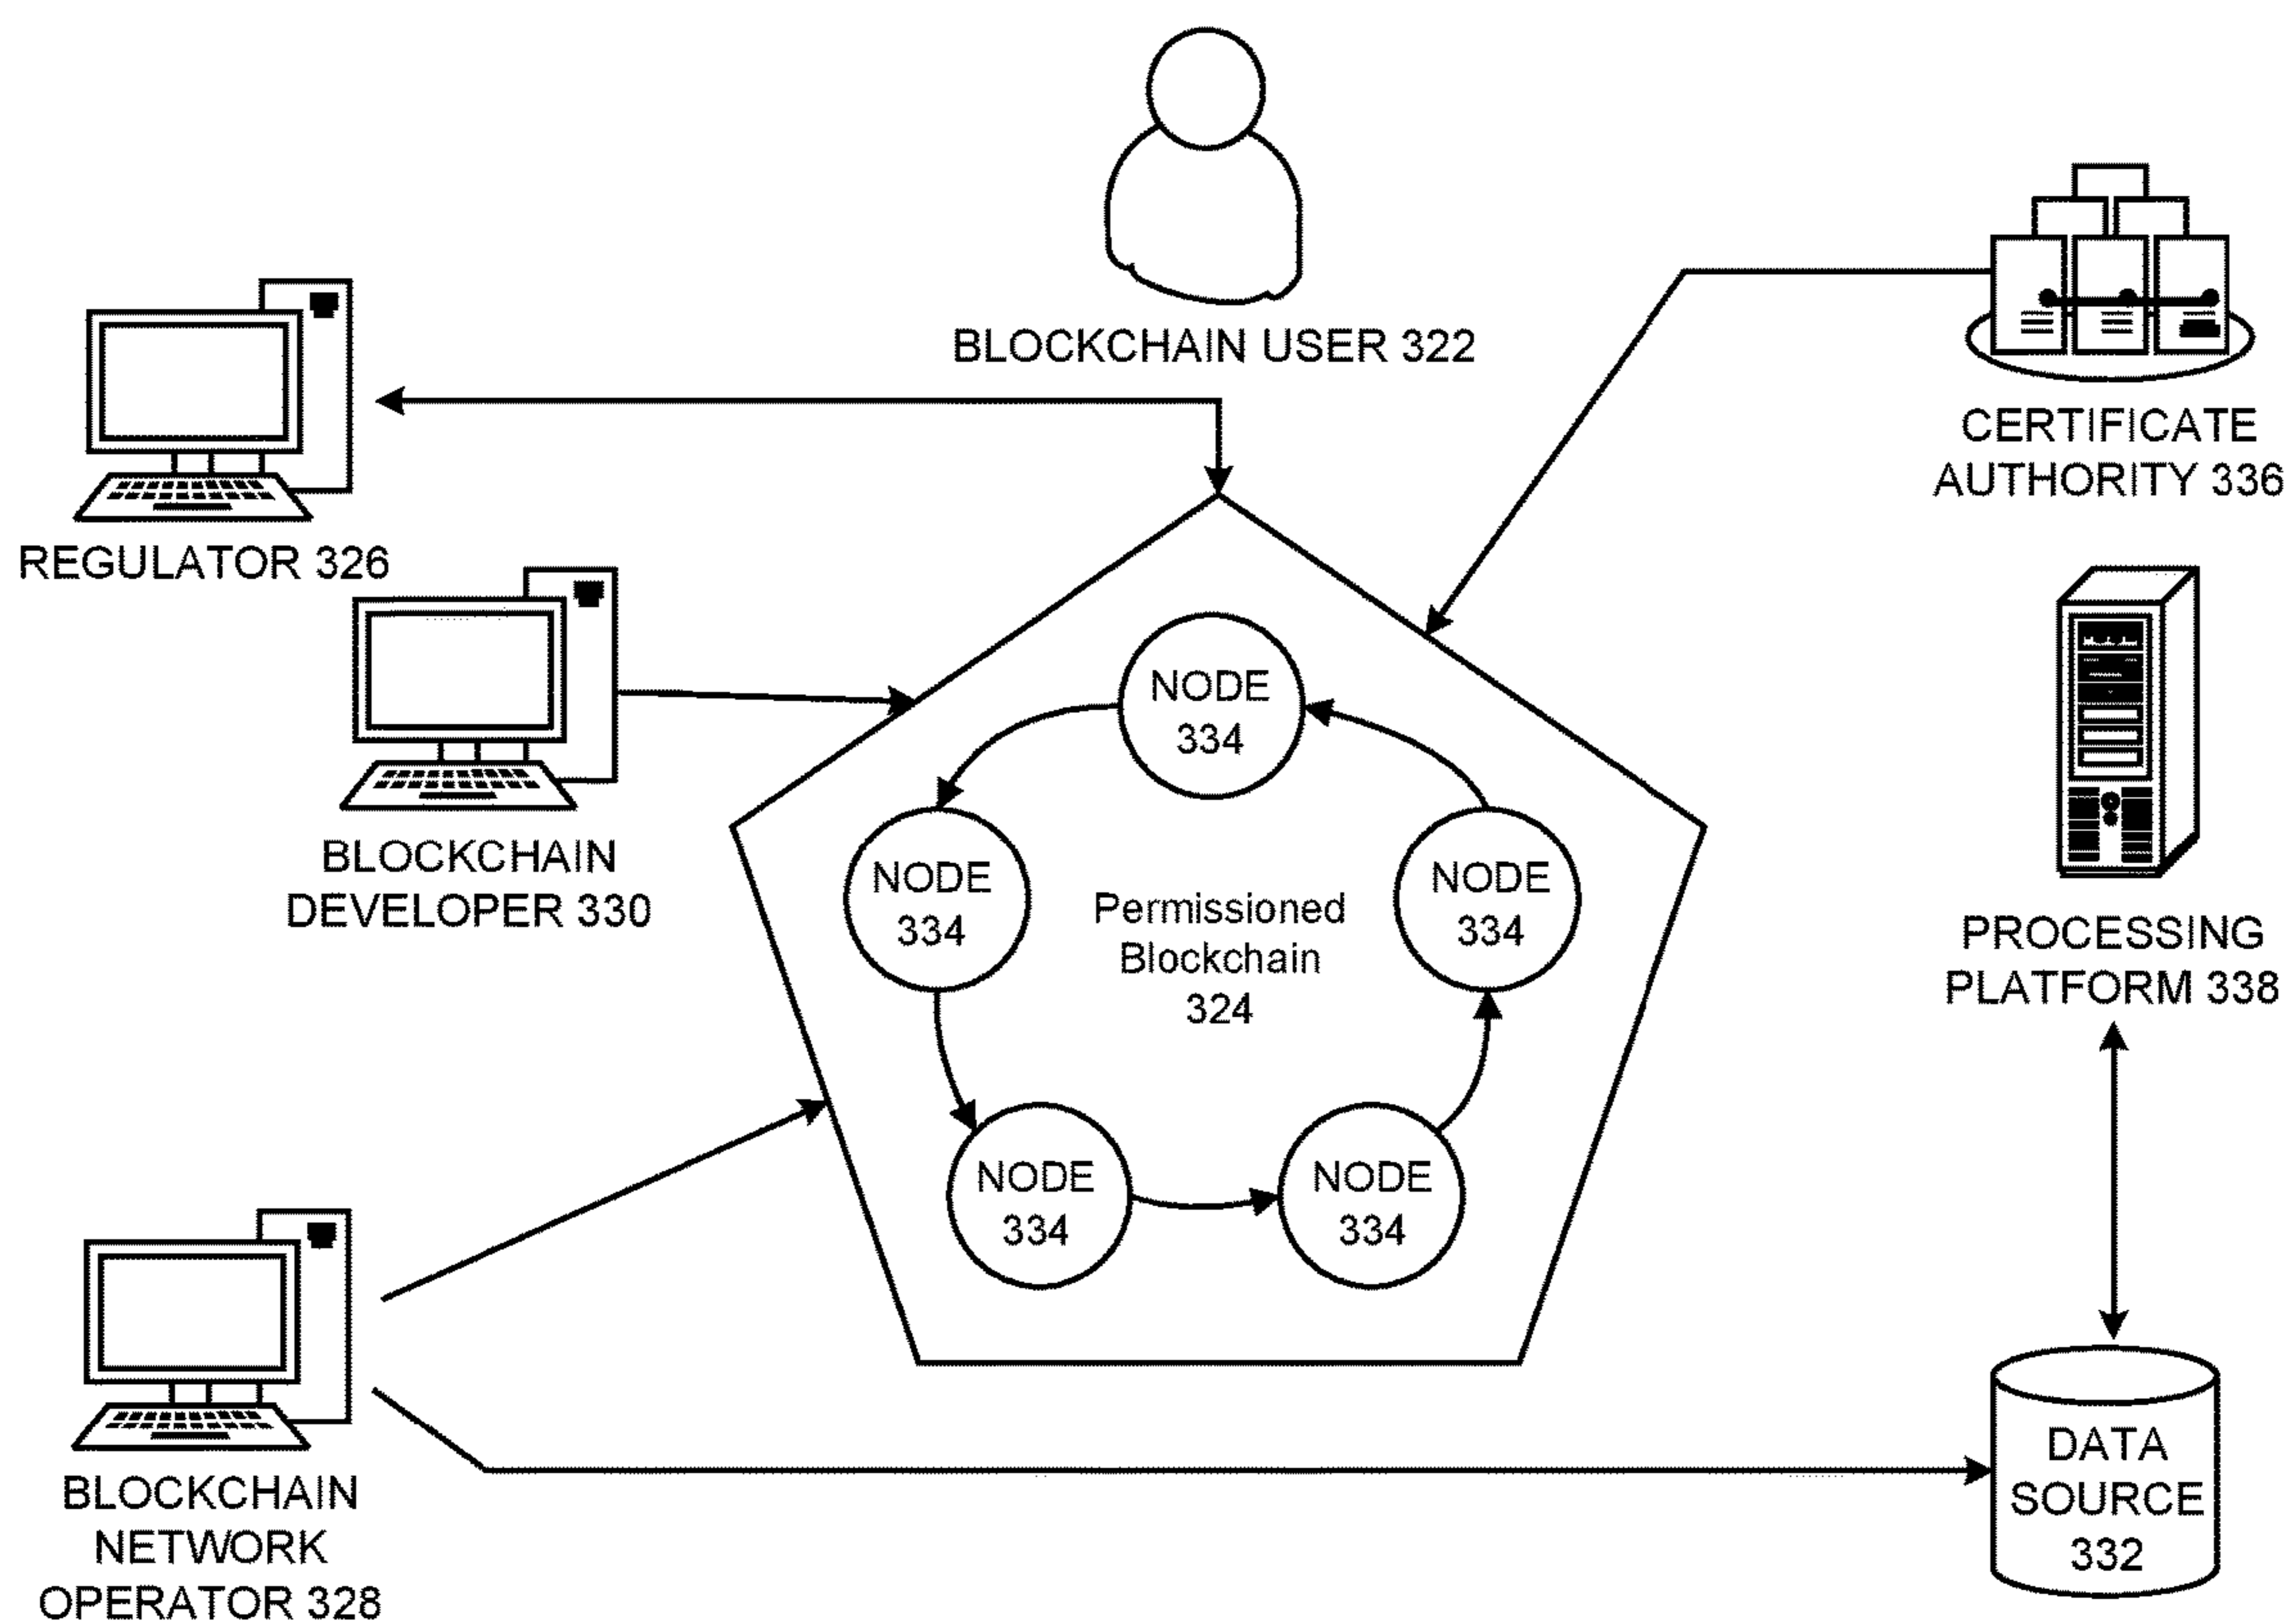 BLOCKCHAIN USER 322
CERTIFICATE
AUTHORITY 336
REGULATOR 326
NODE
334
BLOCKCHAIN
DEVELOPER 330
NODE
334
Permissioned
Blockchain
324
NODE
334
PROCESSING
PLATFORM 338
NODE
334
NODE
334
BLOCKCHAIN
NETWORK
OPERATOR 328
DATA
SOURCE
332